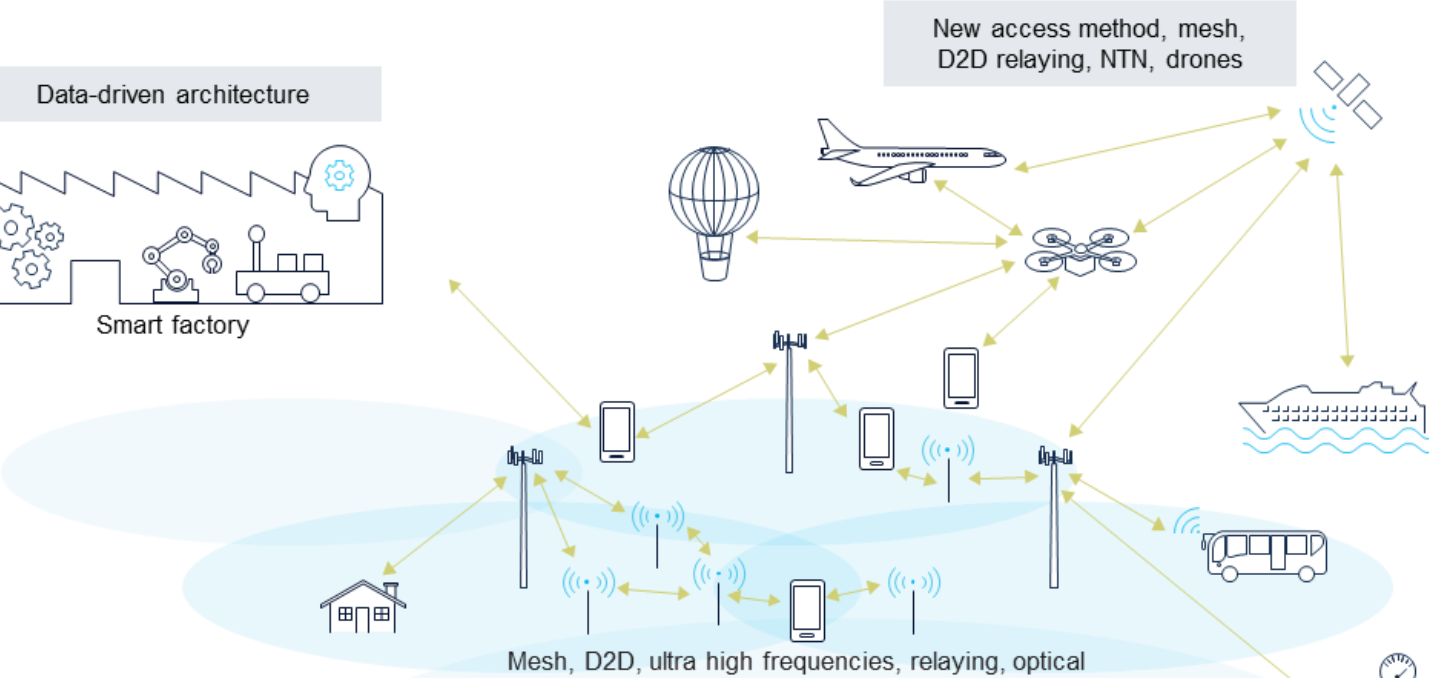 New access method, mesh,
D2D relaying, NTN, drones
Data-driven architecture
Smart factory
Mesh, D2D, ultra high frequencies, relaying, optical